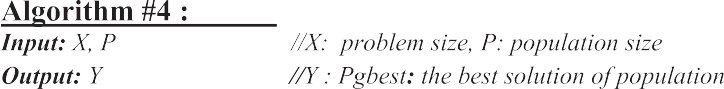 Algorithm #4 :
Input: X, P //X: problem size, P: population size
Output: Y //Y : Pgbest: the best solution of population